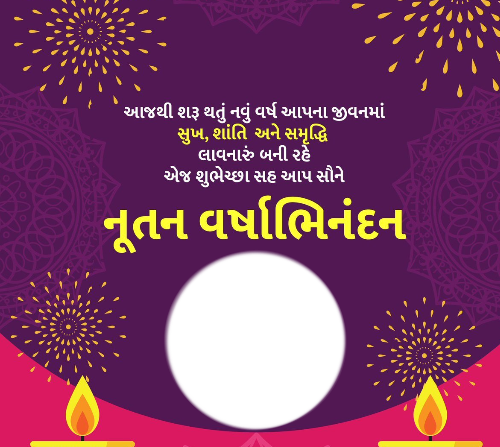 આજથી શરૂ થતું નવું વર્ષ આપના જીવનમાં
સુખ, શાંતિ અને સમૃદ્ધિ
લાવનારું બની રહે
એજ શુભેચ્છા સહ આપ સૌને
નૂતન વર્ષાભિનંદન